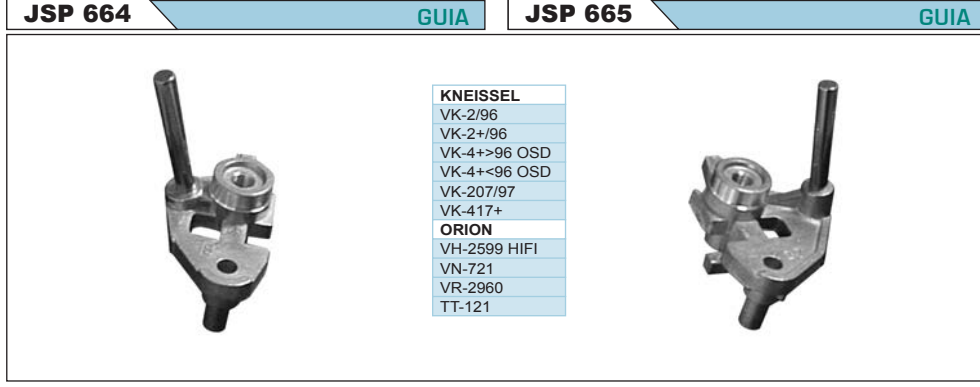 JSP 664 GUIA
JSP 665 GUIA
KNEISSEL
VK-2/96
VK-2+/96
VK-4+>96 OSD
VK-4+<96 OSD
VK-207/97
VK-417+
ORION
VH-2599 HIFI
VN-721
VR-2960
TT-121